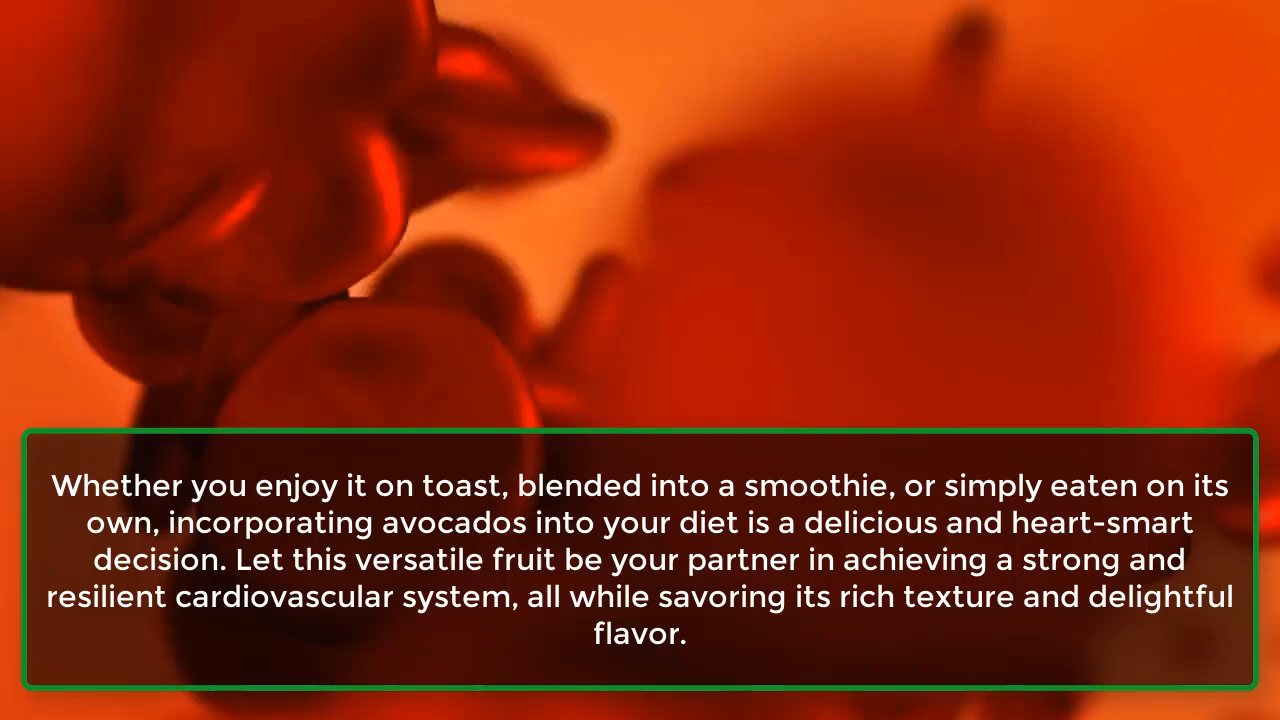 Whether you enjoy it on toast, blended into a smoothie, or simply eaten on its
own, incorporating avocados into your diet is a delicious and heart-smart
decision. Let this versatile fruit be your partner in achieving a strong and
resilient cardiovascular system, all while savoring its rich texture and delightful
flavor.